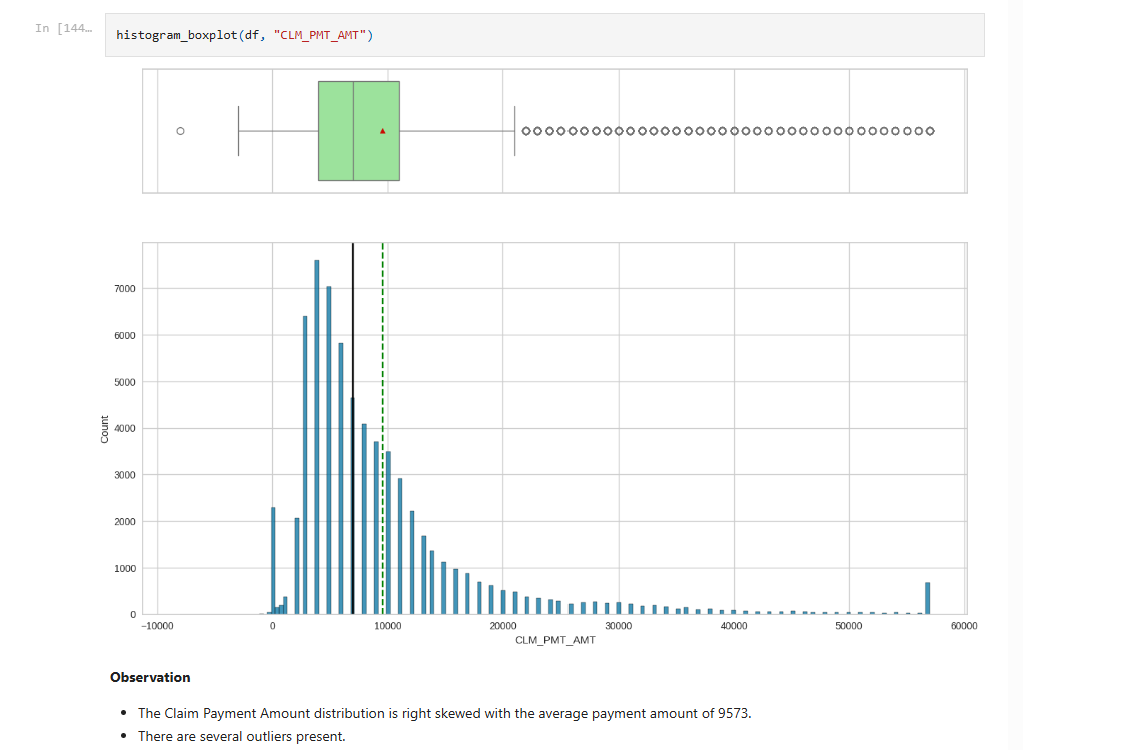 In [144…
histogram_boxplot(df, "CLM_PMT_AMT")
7000
6000
5000
4000
3000
2000
1000
0
Count
−10000 0 10000 20000 30000 40000 50000 60000
CLM_PMT_AMT
Observation
• The Claim Payment Amount distribution is right skewed with the average payment amount of 9573.
• There are several outliers present.